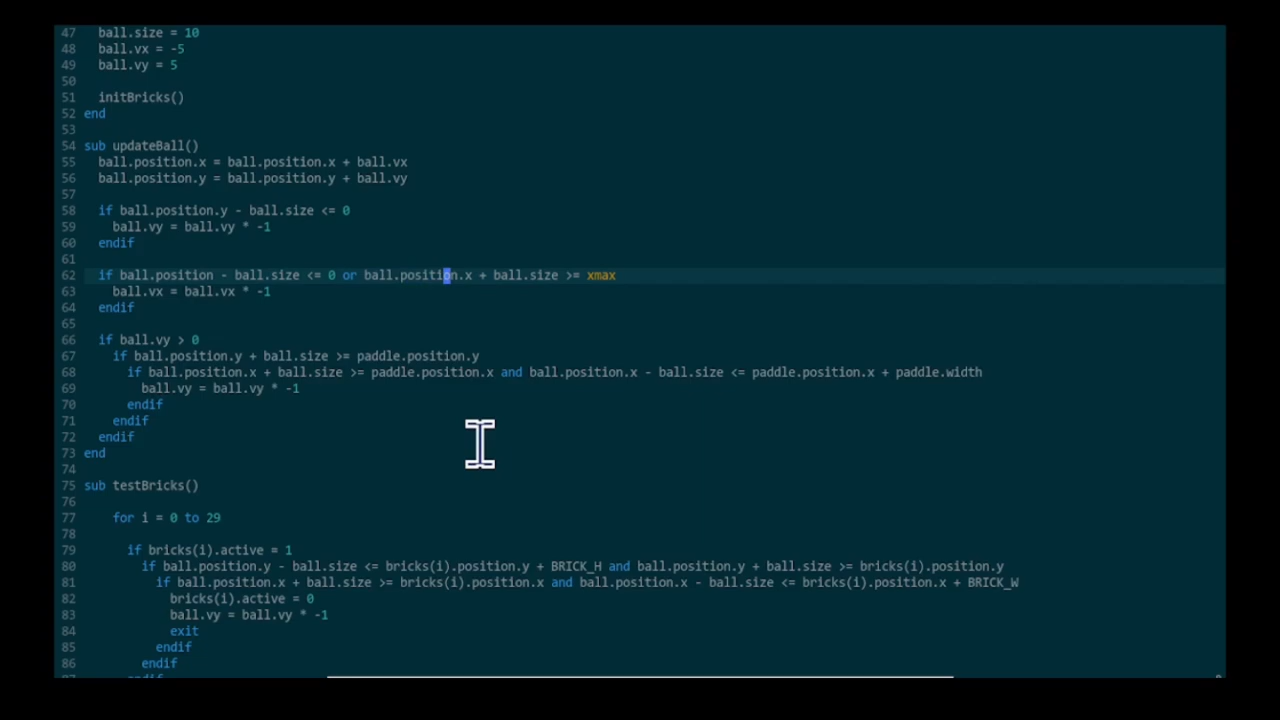 47 ball.size = 10
48 ball.vx = -5
49 ball.vy = 5
50
51 initBricks()
52 end
53
54 sub updateBall()
55 ball.position.x = ball.position.x + ball.vx
56 ball.position.y = ball.position.y + ball.vy
57
58 if ball.position.y - ball.size <= 0
59 ball.vy = ball.vy * -1
60 endif
61
62 if ball.position - ball.size <= 0 or ball.position.x + ball.size >= xmax
63 ball.vx = ball.vx * -1
64 endif
65
66 if ball.vy > 0
67 if ball.position.y + ball.size >= paddle.position.y
68 if ball.position.x + ball.size >= paddle.position.x and ball.position.x - ball.size <= paddle.position.x + paddle.width
69 ball.vy = ball.vy * -1
70 endif
71 endif
72 endif
73 end
74
75 sub testBricks()
76
77 for i = 0 to 29
78
79 if bricks(i).active = 1
80 if ball.position.y - ball.size <= bricks(i).position.y + BRICK_H and ball.position.y + ball.size >= bricks(i).position.y
81 if ball.position.x + ball.size >= bricks(i).position.x and ball.position.x - ball.size <= bricks(i).position.x + BRICK_W
82 bricks(i).active = 0
83 ball.vy = ball.vy * -1
84 exit
85 endif
86 endif